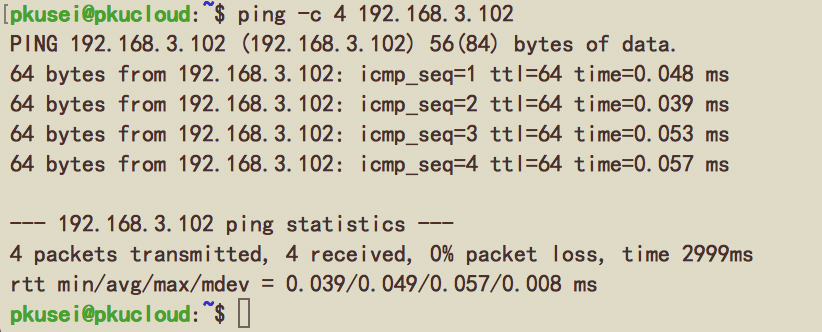 [pkusei@pkucloud:~$ ping -c 4 192.168.3.102
PING 192.168.3.102 (192.168.3.102) 56(84) bytes of data.
64 bytes from 192.168.3.102: icmp_seq=1 ttl=64 time=0.048 ms
64 bytes from 192.168.3.102: icmp_seq=2 ttl=64 time=0.039 ms
64 bytes from 192.168.3.102: icmp_seq=3 ttl=64 time=0.053 ms
64 bytes from 192.168.3.102: icmp_seq=4 ttl=64 time=0.057 ms
--- 192.168.3.102 ping statistics ---
4 packets transmitted, 4 received, 0% packet loss, time 2999ms
rtt min/avg/max/mdev = 0.039/0.049/0.057/0.008 ms
pkusei@pkucloud:~$